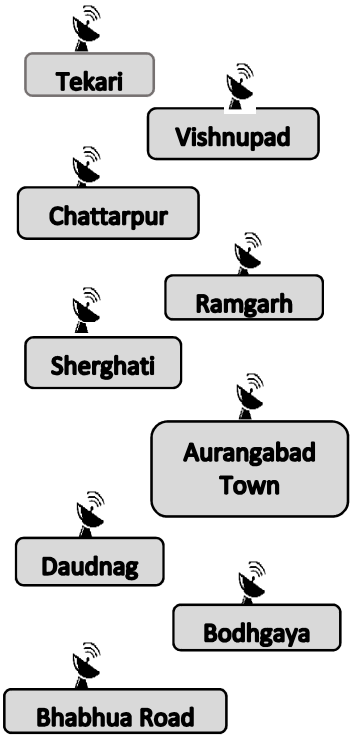 Tekari
Vishnupad
Chattarpur
Ramgarh
Sherghati
Aurangabad
Town
Daudnag
Bodhgaya
Bhabhua Road